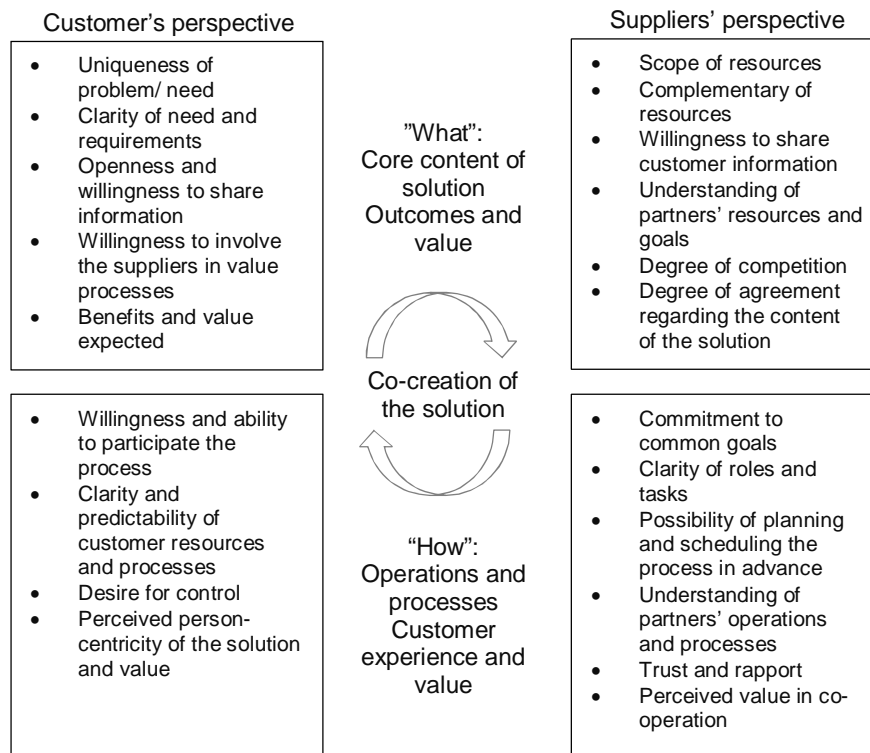 Customer's perspective
• Uniqueness of
problem/ need
• Clarity of need and
requirements
• Openness and
willingness to share
information
• Willingness to involve
the suppliers in value
processes
• Benefits and value
expected
• Willingness and ability
to participate the
process
• Clarity and
predictability of
customer resources
and processes
• Desire for control
• Perceived person-
centricity of the solution
and value
”What”:
Core content of
solution
Outcomes and
value
Co-creation of
the solution
“How”:
Operations and
processes
Customer
experience and
value
Suppliers’ perspective
• Scope of resources
• Complementary of
resources
• Willingness to share
customer information
• Understanding of
partners’ resources and
goals
• Degree of competition
• Degree of agreement
regarding the content
of the solution
• Commitment to
common goals
• Clarity of roles and
tasks
• Possibility of planning
and scheduling the
process in advance
• Understanding of
partners’ operations
and processes
• Trust and rapport
• Perceived value in co-
operation